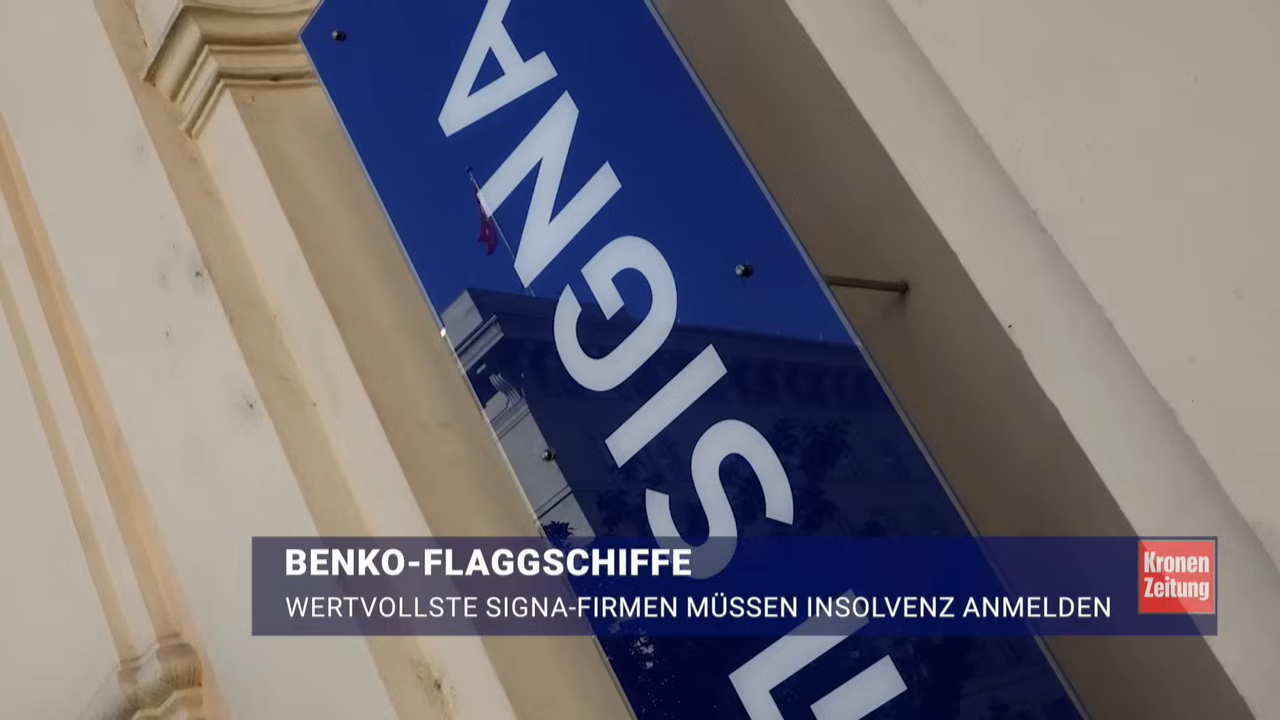 SIGNA
BENKO-FLAGGSCHIFFE
WERTVOLLSTE SIGNA-FIRMEN MÜSSEN INSOLVENZ ANMELDEN
Kronen
Zeitung